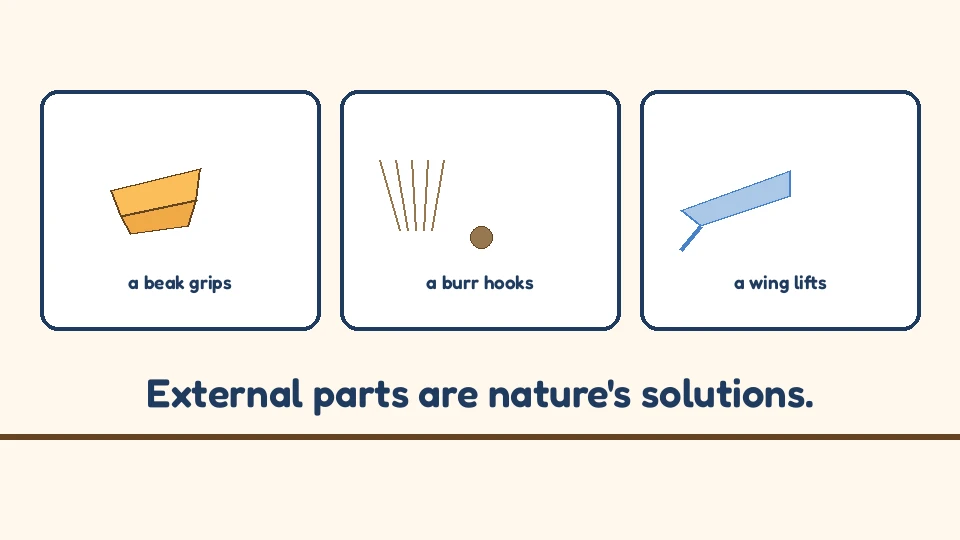 a beak grips
a burr hooks
a wing lifts
External parts are nature's solutions.